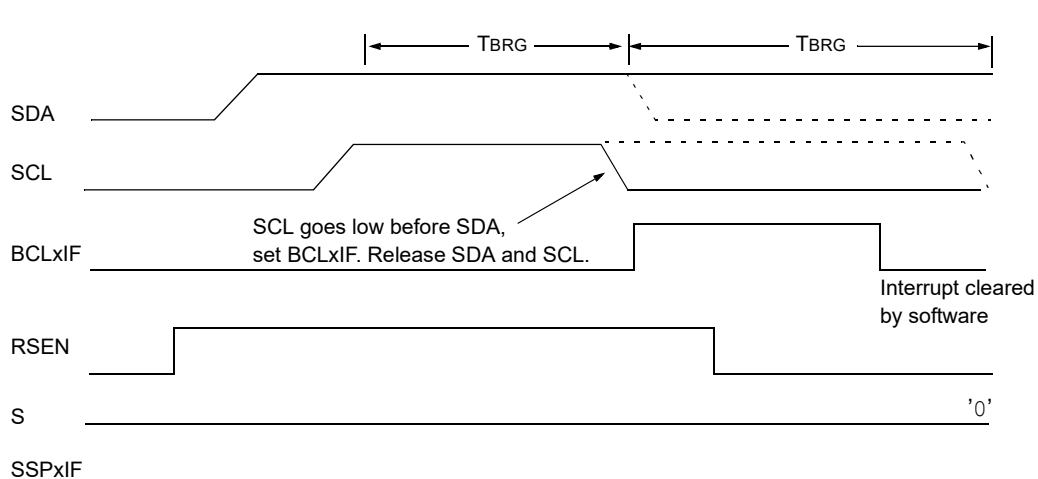 TBRG
TBRG
SDA
SCL
SCL goes low before SDA,
set BCLxIF. Release SDA and SCL.
BCLxIF
Interrupt cleared
by software
RSEN
S
’0’
SSPxIF